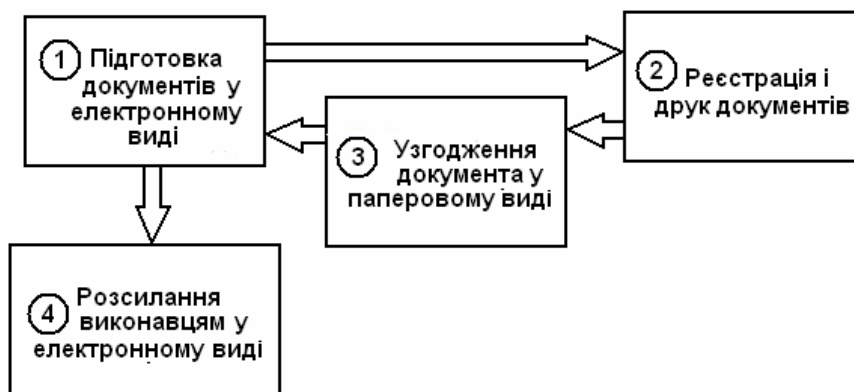 1 Підготовка
документів у
електронному
виді
2 Реєстрація і
друк документів
3 Узгодження
документа у
паперовому виді
4 Розсилання
виконавцям у
електронному виді